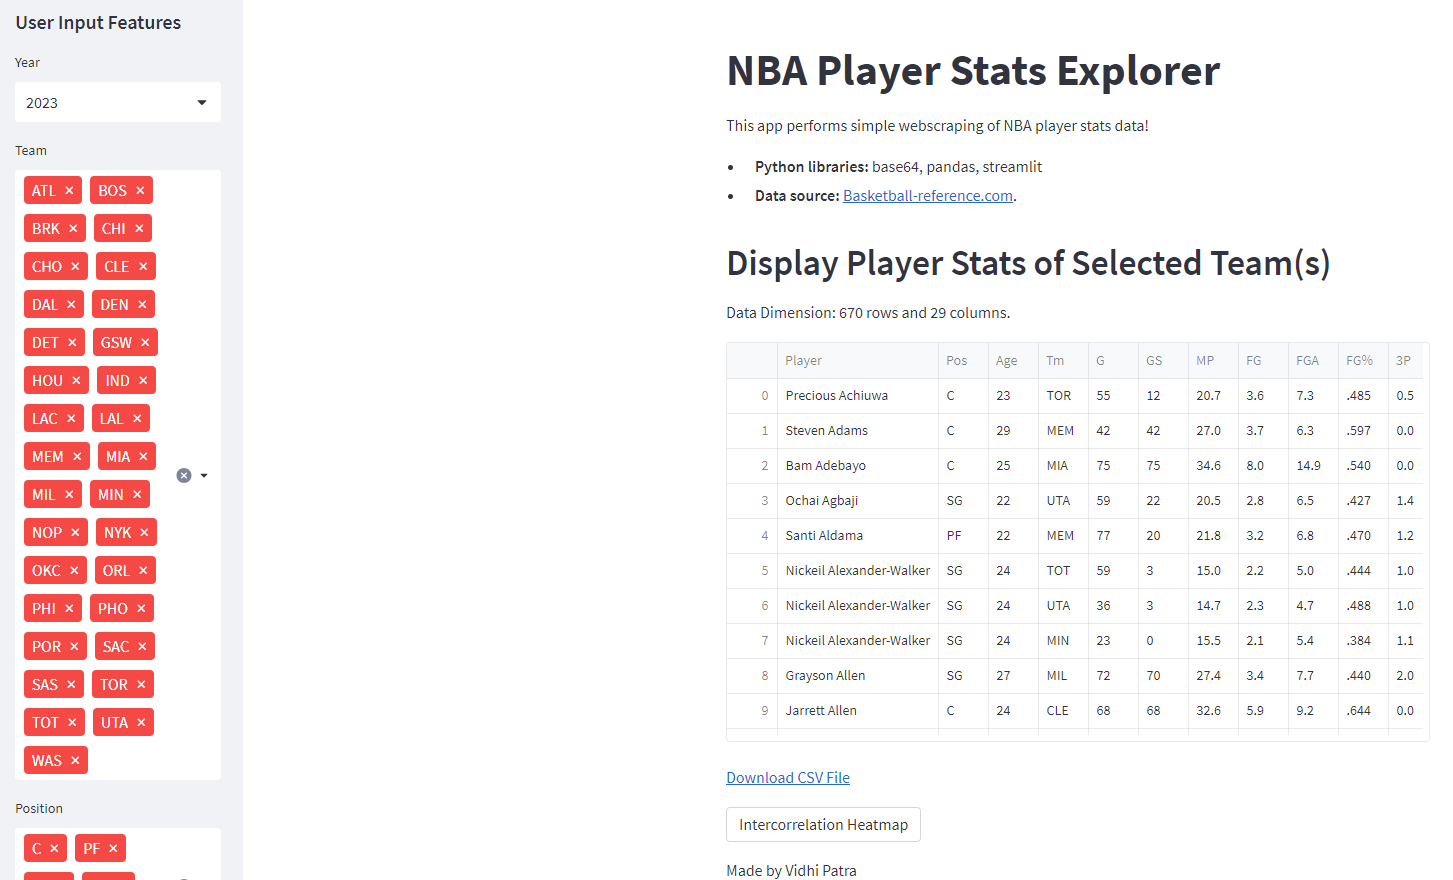 User Input Features
Year
2023
Team
ATL × BOS ×
BRK × CHI ×
CHO × CLE ×
DAL × DEN ×
DET × GSW ×
HOU × IND ×
LAC × LAL ×
MEM × MIA ×
MIL × MIN ×
NOP × NYK ×
OKC × ORL ×
PHI × PHO ×
POR × SAC ×
SAS × TOR ×
TOT × UTA ×
WAS ×
Position
C × PF ×
NBA Player Stats Explorer
This app performs simple webscraping of NBA player stats data!
• Python libraries: base64, pandas, streamlit
• Data source: Basketball-reference.com.
Display Player Stats of Selected Team(s)
Data Dimension: 670 rows and 29 columns.
Player Pos Age Tm G GS MP FG FGA FG% 3P
0 Precious Achiuwa C 23 TOR 55 12 20.7 3.6 7.3 .485 0.5
1 Steven Adams C 29 MEM 42 42 27.0 3.7 6.3 .597 0.0
2 Bam Adebayo C 25 MIA 75 75 34.6 8.0 14.9 .540 0.0
3 Ochai Agbaji SG 22 UTA 59 22 20.5 2.8 6.5 .427 1.4
4 Santi Aldama PF 22 MEM 77 20 21.8 3.2 6.8 .470 1.2
5 Nickeil Alexander-Walker SG 24 TOT 59 3 15.0 2.2 5.0 .444 1.0
6 Nickeil Alexander-Walker SG 24 UTA 36 3 14.7 2.3 4.7 .488 1.0
7 Nickeil Alexander-Walker SG 24 MIN 23 0 15.5 2.1 5.4 .384 1.1
8 Grayson Allen SG 27 MIL 72 70 27.4 3.4 7.7 .440 2.0
9 Jarrett Allen C 24 CLE 68 68 32.6 5.9 9.2 .644 0.0
Download CSV File
Intercorrelation Heatmap
Made by Vidhi Patra